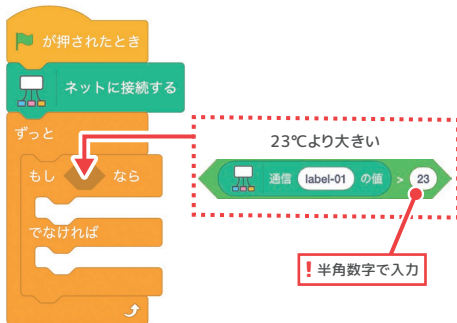 が押されたとき
ネットに接続する
ずっと
もし なら
でなければ
23℃より大きい
通信 label-01 の値 > 23
! 半角数字で入力